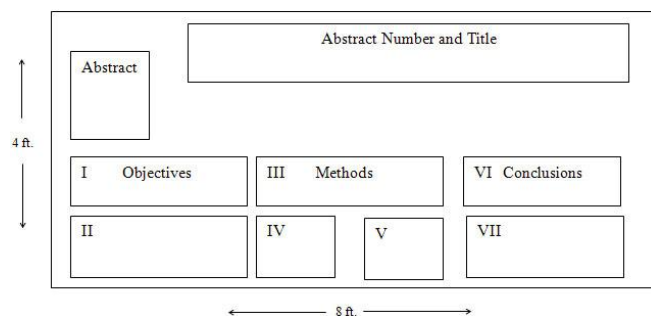 Abstract Number and Title
Abstract
4 ft.
I Objectives
III Methods
VI Conclusions
II
IV
V
VII
8 ft.